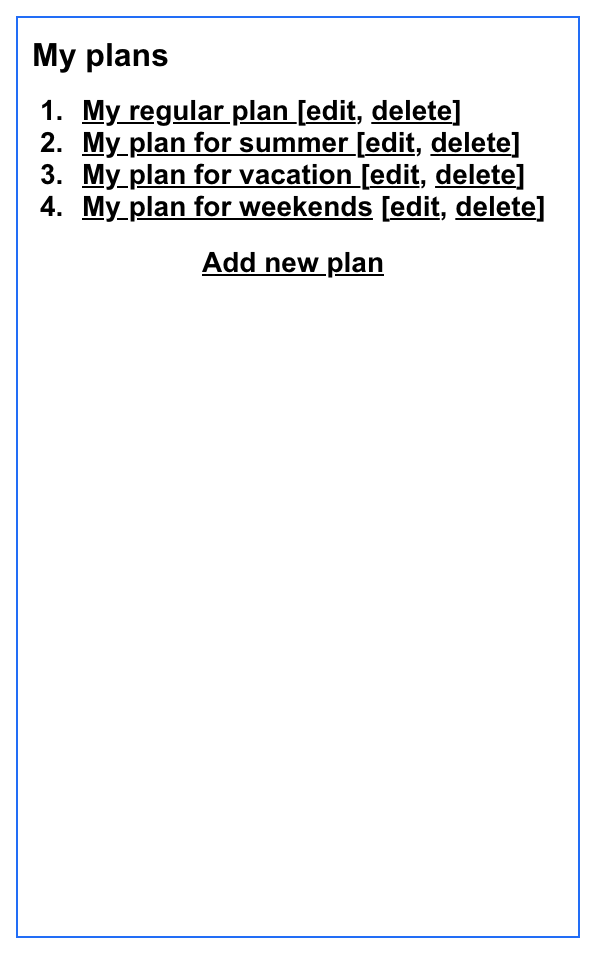 My plans
1. My regular plan [edit, delete]
2. My plan for summer [edit, delete]
3. My plan for vacation [edit, delete]
4. My plan for weekends [edit, delete]
Add new plan